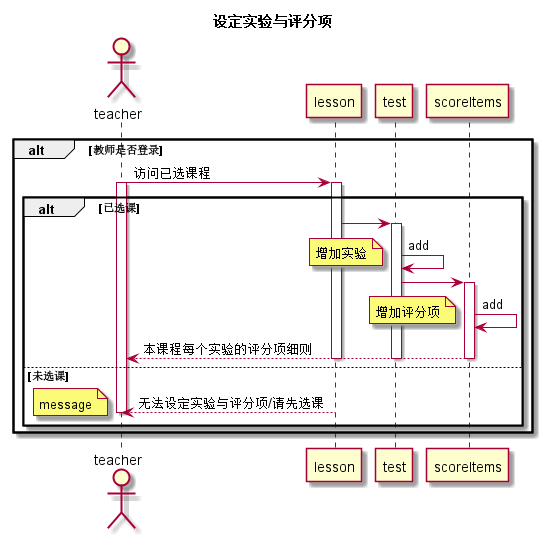 设定实验与评分项
teacher
lesson
test
scoreItems
alt [教师是否登录]
访问已选课程
alt [已选课]
增加实验
add
增加评分项
add
本课程每个实验的评分项细则
[未选课]
message
无法设定实验与评分项/请先选课
teacher
lesson
test
scoreItems